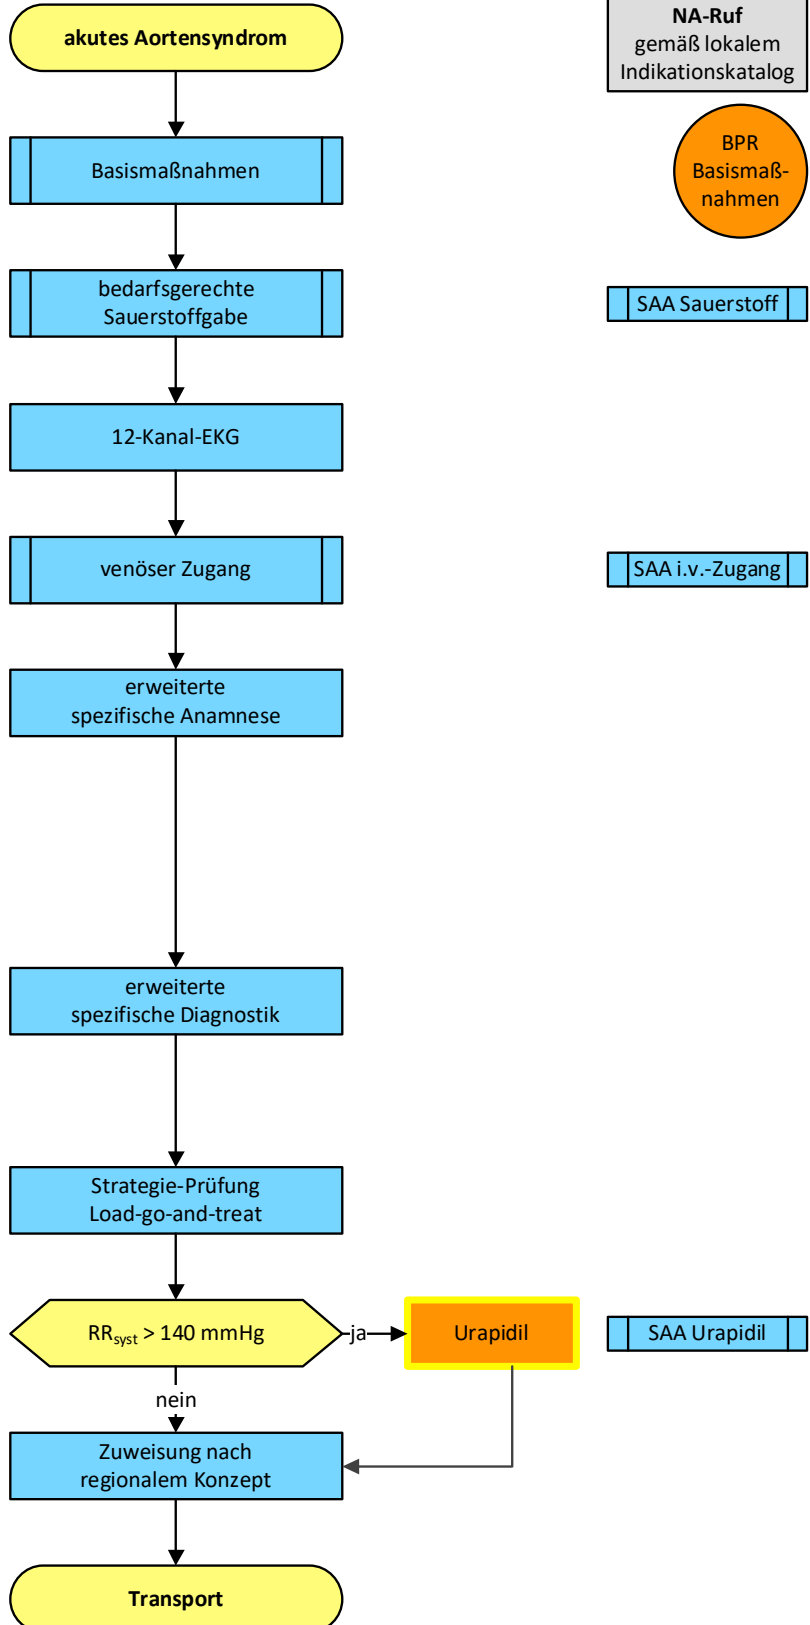 akutes Aortensyndrom
NA-Ruf
gemäß lokalem
Indikationskatalog
Basismaßnahmen
BPR
Basismaß-
nahmen
bedarfsgerechte
Sauerstoffgabe
SAA Sauerstoff
12-Kanal-EKG
venöser Zugang
SAA i.v.-Zugang
erweiterte
spezifische Anamnese
erweiterte
spezifische Diagnostik
Strategie-Prüfung
Load-go-and-treat
RRsyst > 140 mmHg
ja
Urapidil
SAA Urapidil
nein
Zuweisung nach
regionalem Konzept
Transport